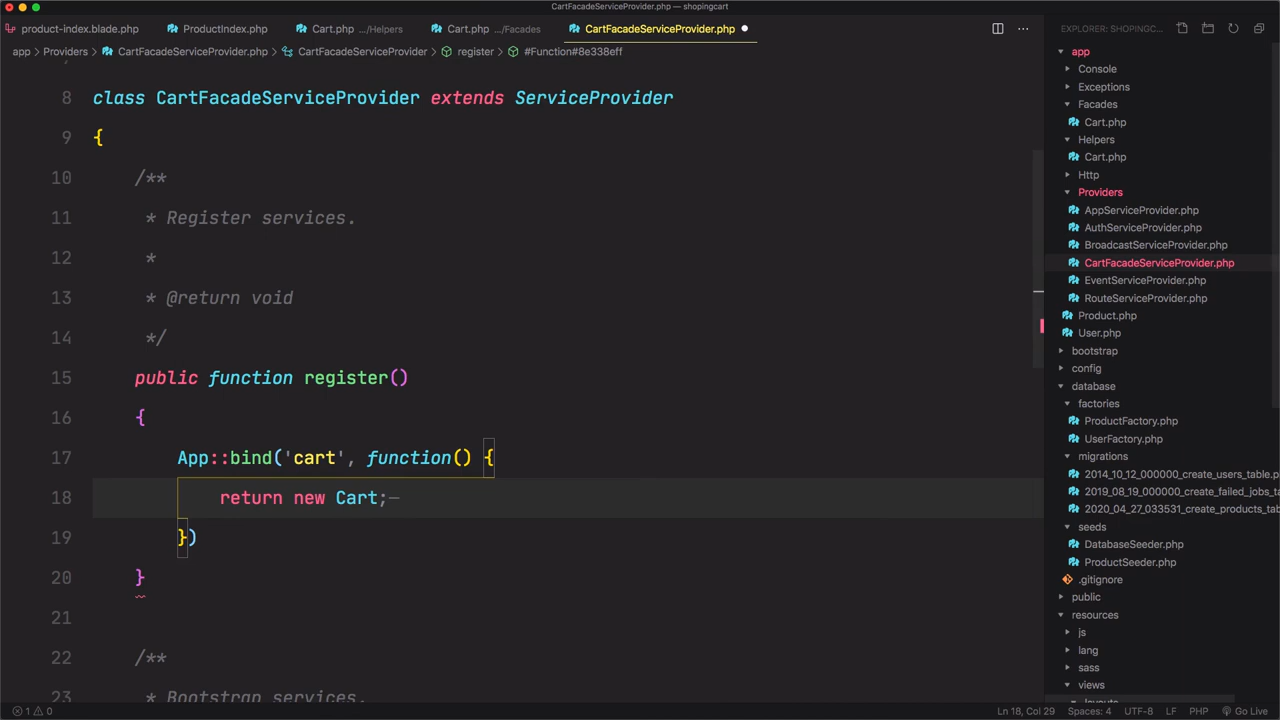 CartFacadeServiceProvider.php — shopingcart
product-index.blade.php
ProductIndex.php
Cart.php .../Helpers
Cart.php .../Facades
CartFacadeServiceProvider.php
app > Providers > CartFacadeServiceProvider.php > CartFacadeServiceProvider > register > #Function#8e338eff
8 class CartFacadeServiceProvider extends ServiceProvider
9 {
10 /**
11 * Register services.
12 *
13 * @return void
14 */
15 public function register()
16 {
17 App::bind('cart', function() {
18 return new Cart;
19 })
20 }
21
22 /**
23 * Bootstrap services.
EXPLORER: SHOPINGC...
app
Console
Exceptions
Facades
Cart.php
Helpers
Cart.php
Http
Providers
AppServiceProvider.php
AuthServiceProvider.php
BroadcastServiceProvider.php
CartFacadeServiceProvider.php
EventServiceProvider.php
RouteServiceProvider.php
Product.php
User.php
bootstrap
config
database
factories
ProductFactory.php
UserFactory.php
migrations
2014_10_12_000000_create_users_table.p
2019_08_19_000000_create_failed_jobs_ta
2020_04_27_033531_create_products_tab
seeds
DatabaseSeeder.php
ProductSeeder.php
.gitignore
public
resources
js
lang
sass
views
layouts
1 0
Ln 18, Col 29
Spaces: 4
UTF-8
LF
PHP
Go Live